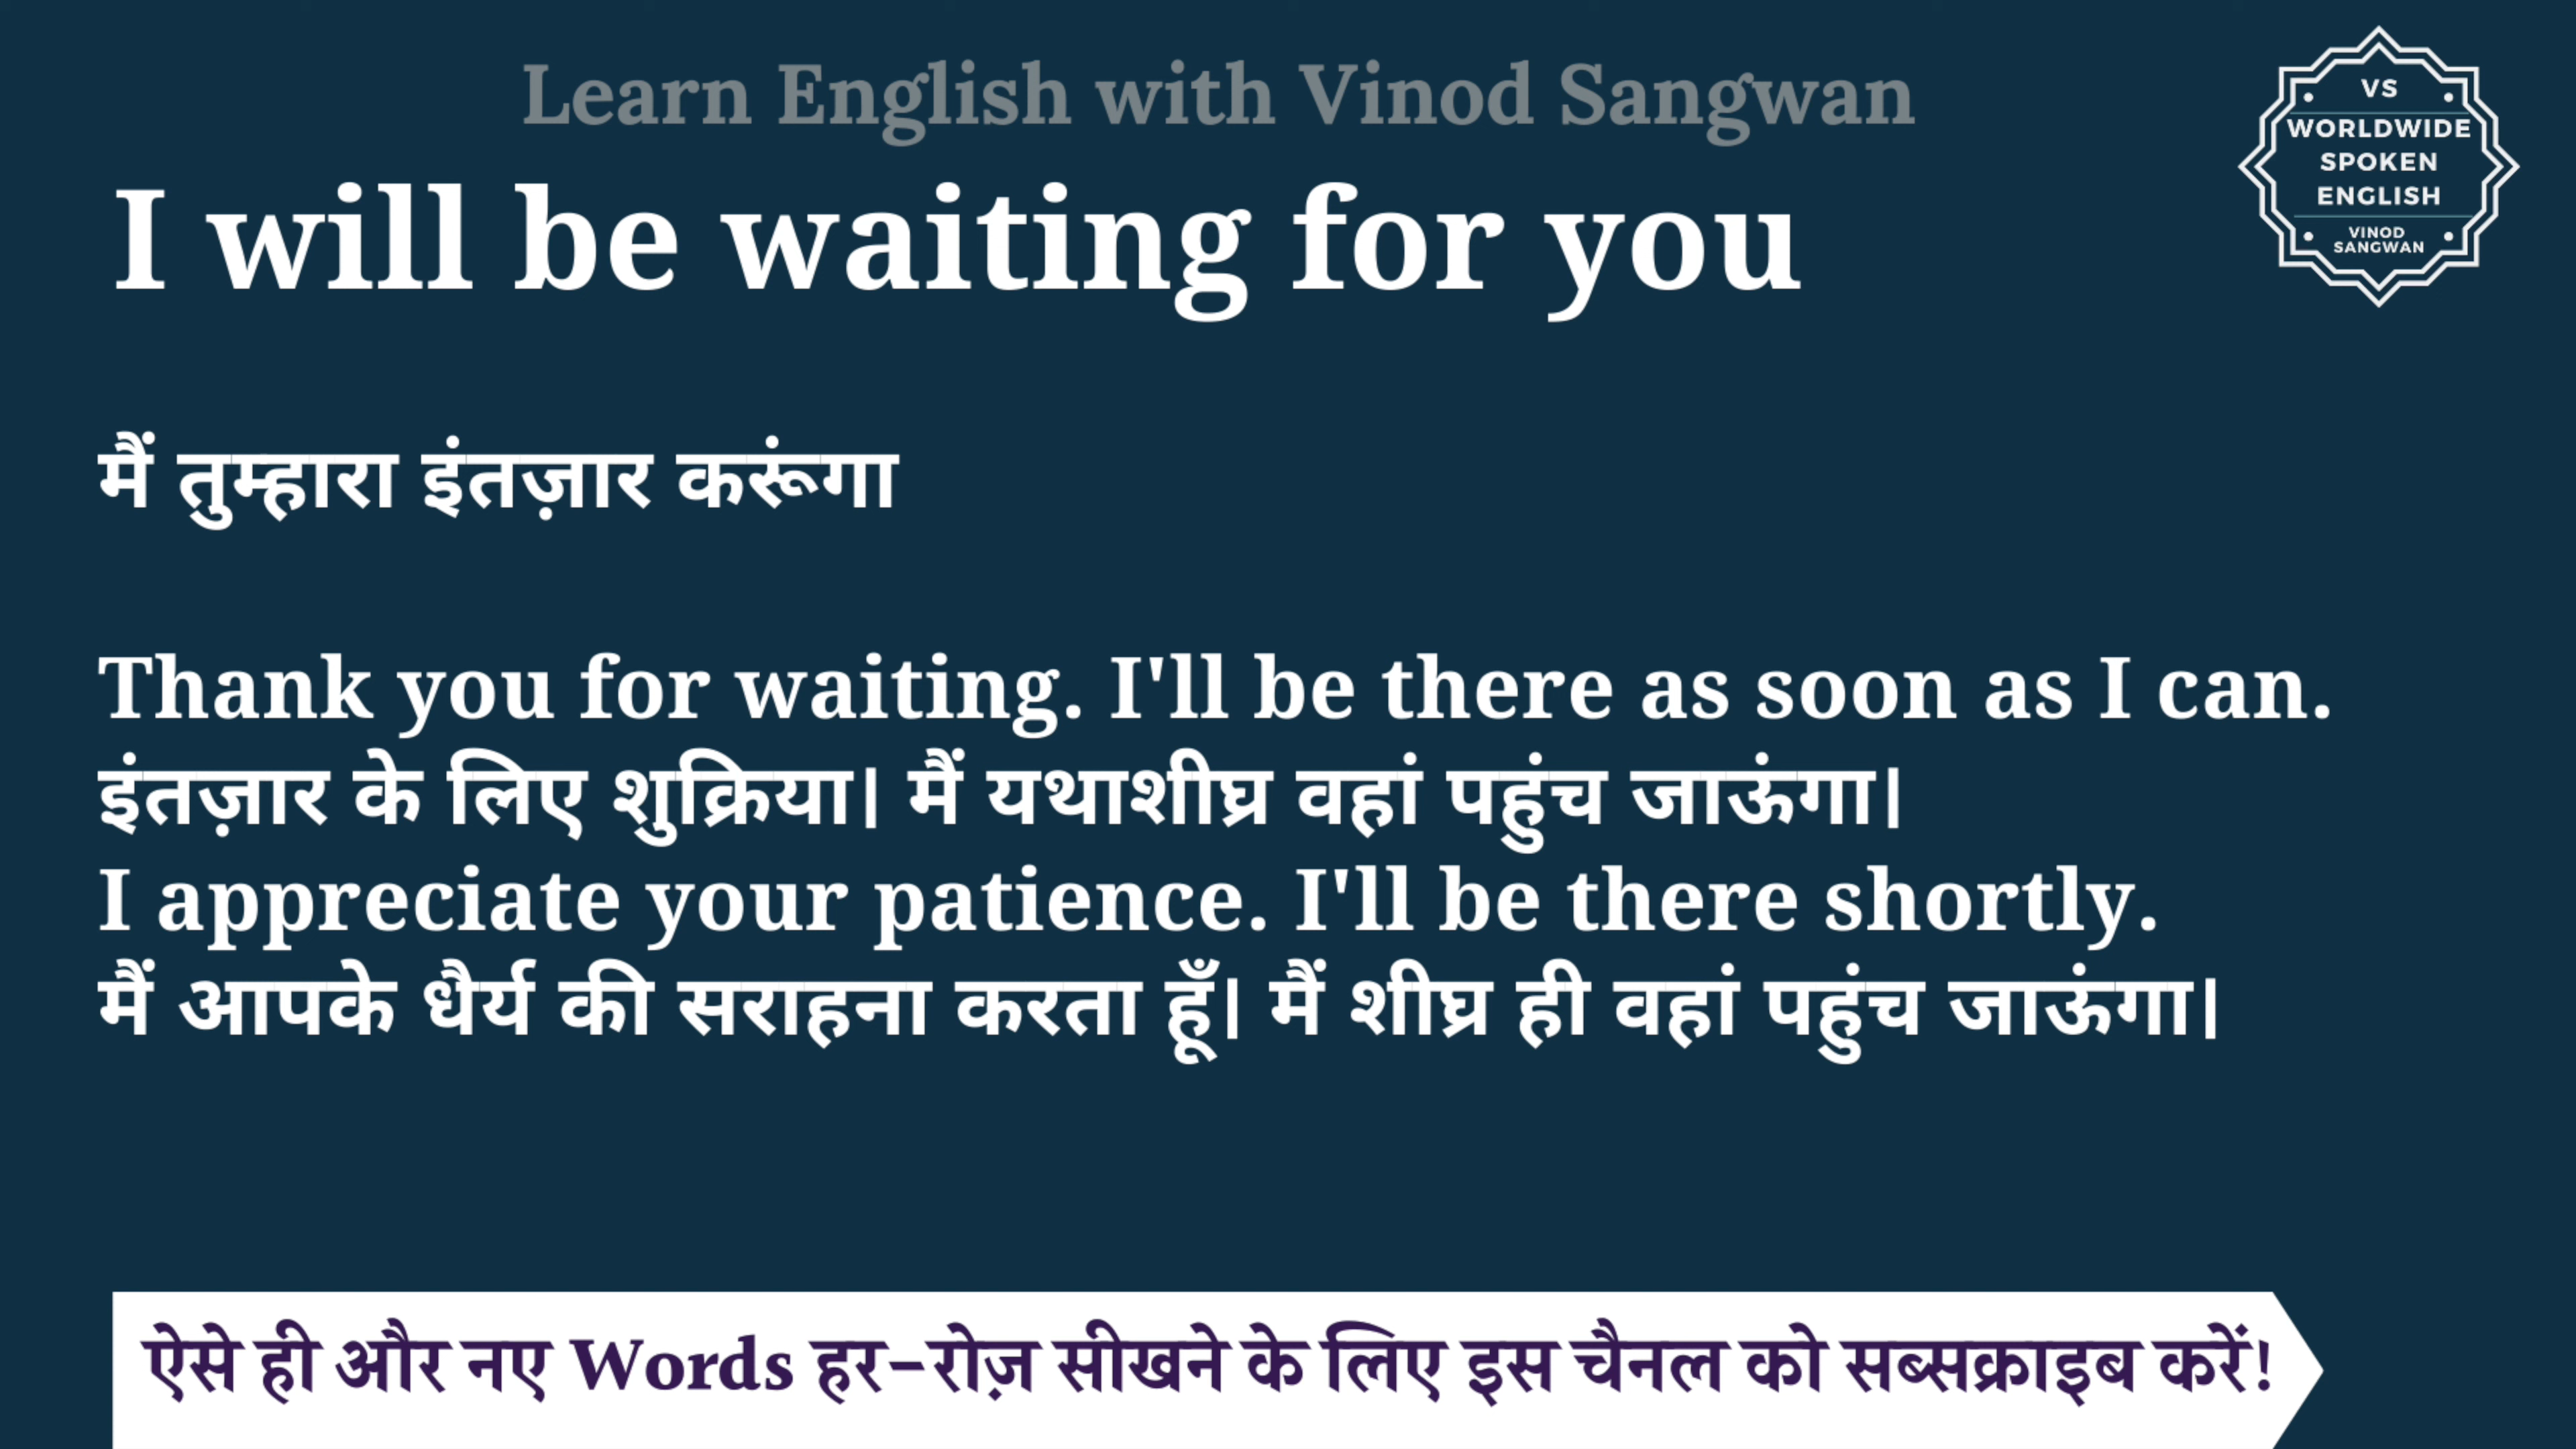 Learn English with Vinod Sangwan
VS
WORLDWIDE
SPOKEN
ENGLISH
VINOD
SANGWAN
I will be waiting for you
मैं तुम्हारा इंतज़ार करूंगा
Thank you for waiting. I'll be there as soon as I can.
इंतज़ार के लिए शुक्रिया। मैं यथाशीघ्र वहां पहुंच जाऊंगा।
I appreciate your patience. I'll be there shortly.
मैं आपके धैर्य की सराहना करता हूँ। मैं शीघ्र ही वहां पहुंच जाऊंगा।
ऐसे ही और नए Words हर-रोज़ सीखने के लिए इस चैनल को सब्सक्राइब करें!